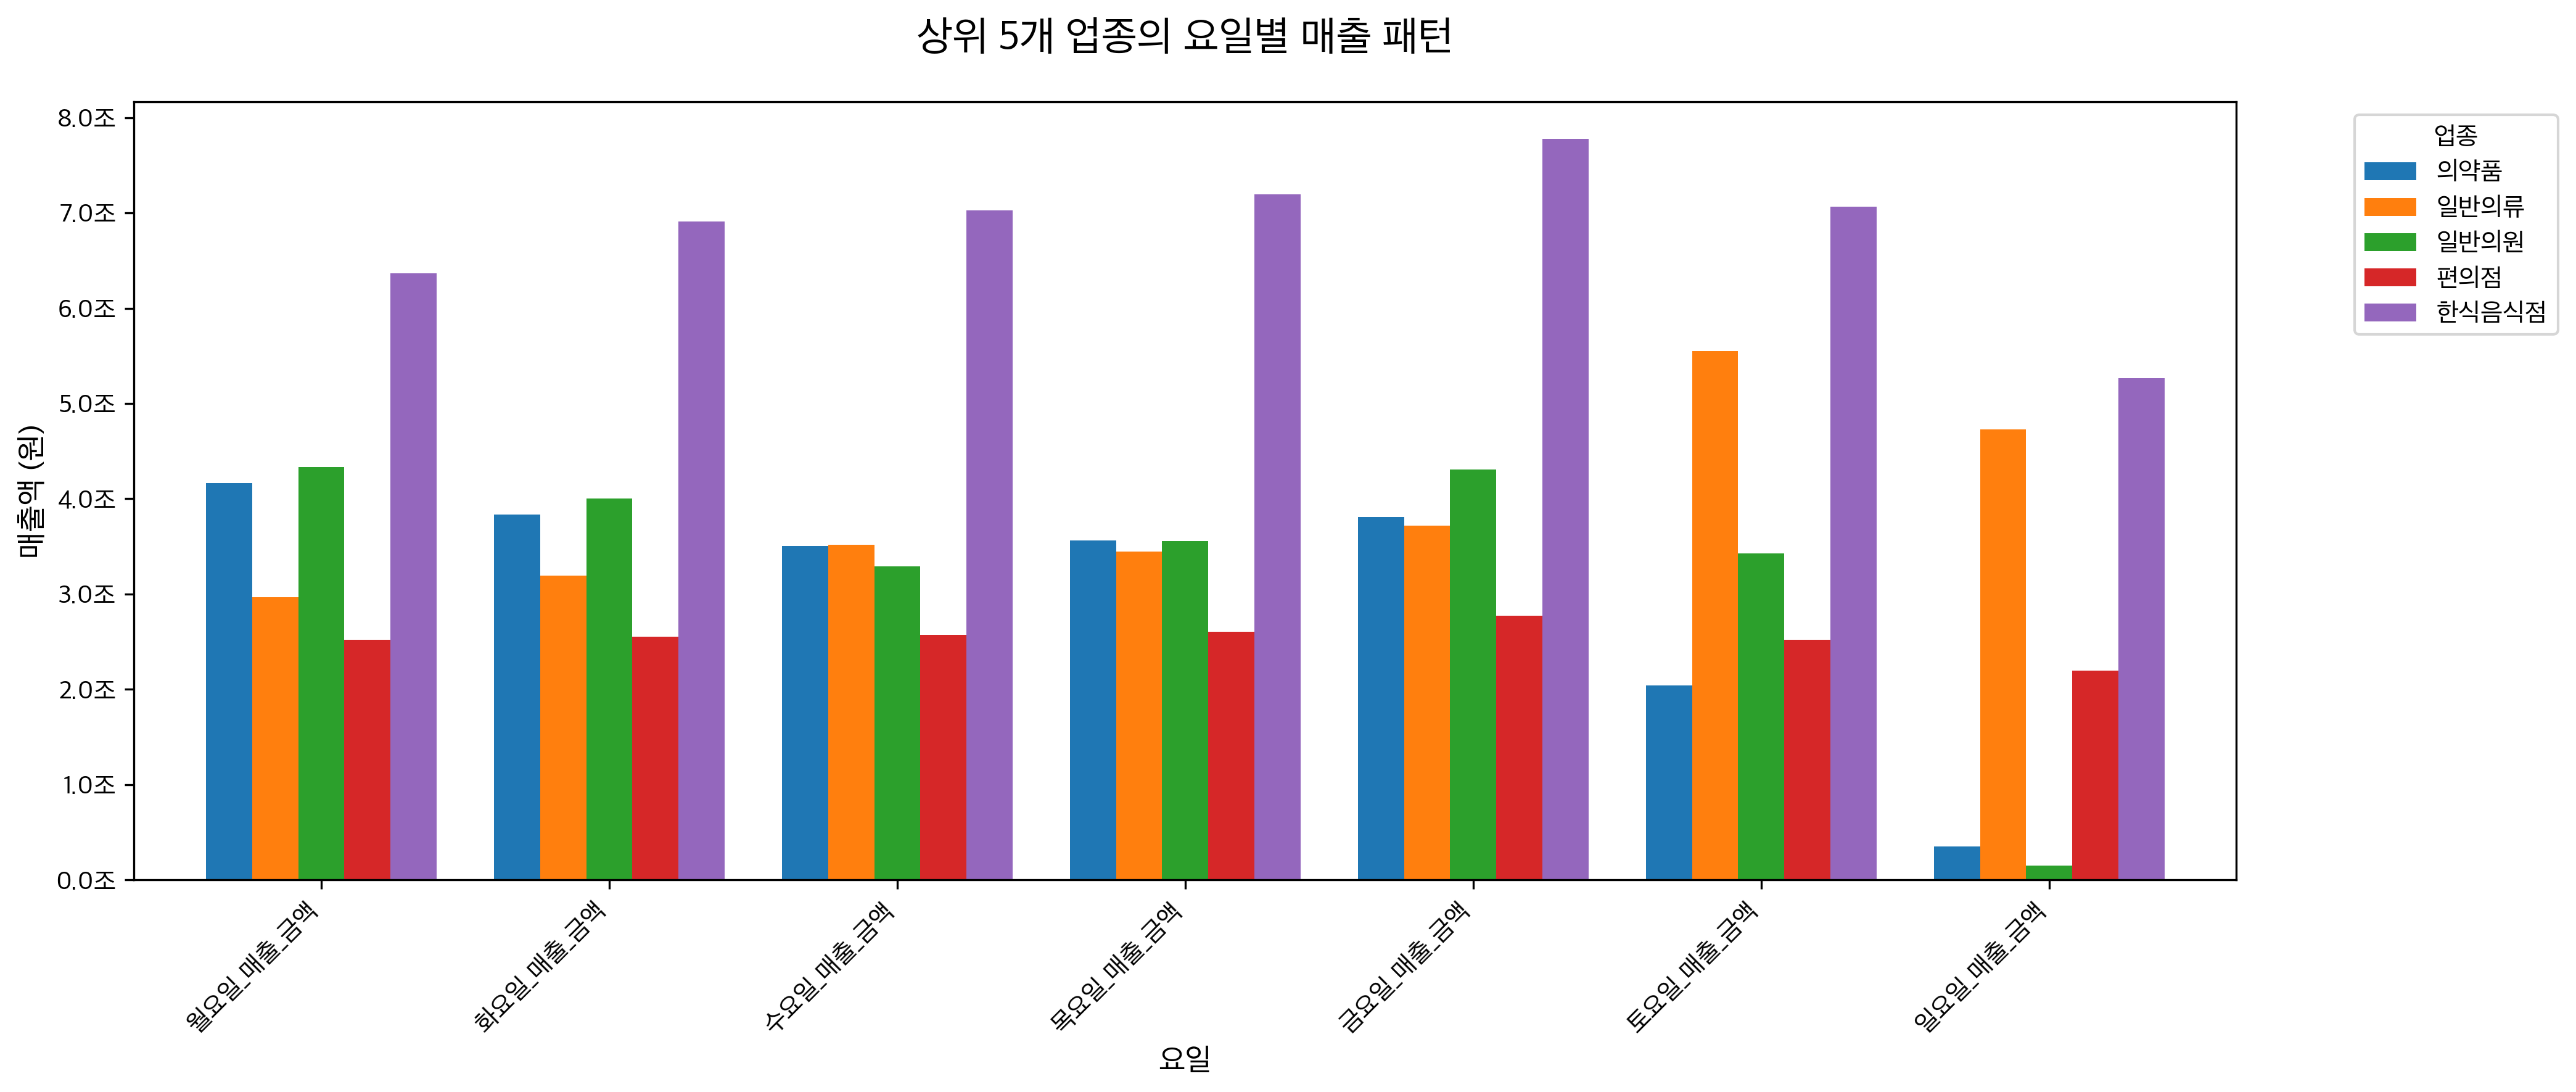 상위 5개 업종의 요일별 매출 패턴
8.0조
7.0조
6.0조
5.0조
4.0조
3.0조
2.0조
1.0조
0.0조
매출액 (원)
월요일_매출_금액
화요일_매출_금액
수요일_매출_금액
목요일_매출_금액
금요일_매출_금액
토요일_매출_금액
일요일_매출_금액
요일
업종
의약품
일반의류
일반의원
편의점
한식음식점